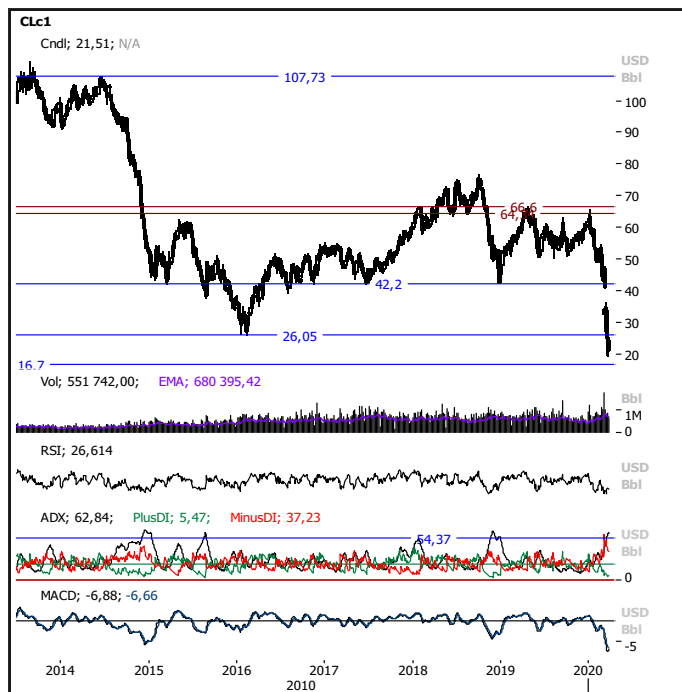 CLc1
Cndl; 21,51; N/A
USD
Bbl
107,73
100
90
80
70
66,6
60
50
42,2
40
30
26,05
20
16,7
Vol; 551 742,00; EMA; 680 395,42
Bbl
1M
0
RSI; 26,614
USD
Bbl
ADX; 62,84; PlusDI; 5,47; MinusDI; 37,23
USD
54,37
Bbl
0
MACD; -6,88; -6,66
USD
Bbl
-5
2014 2015 2016 2017 2018 2019 2020
2010